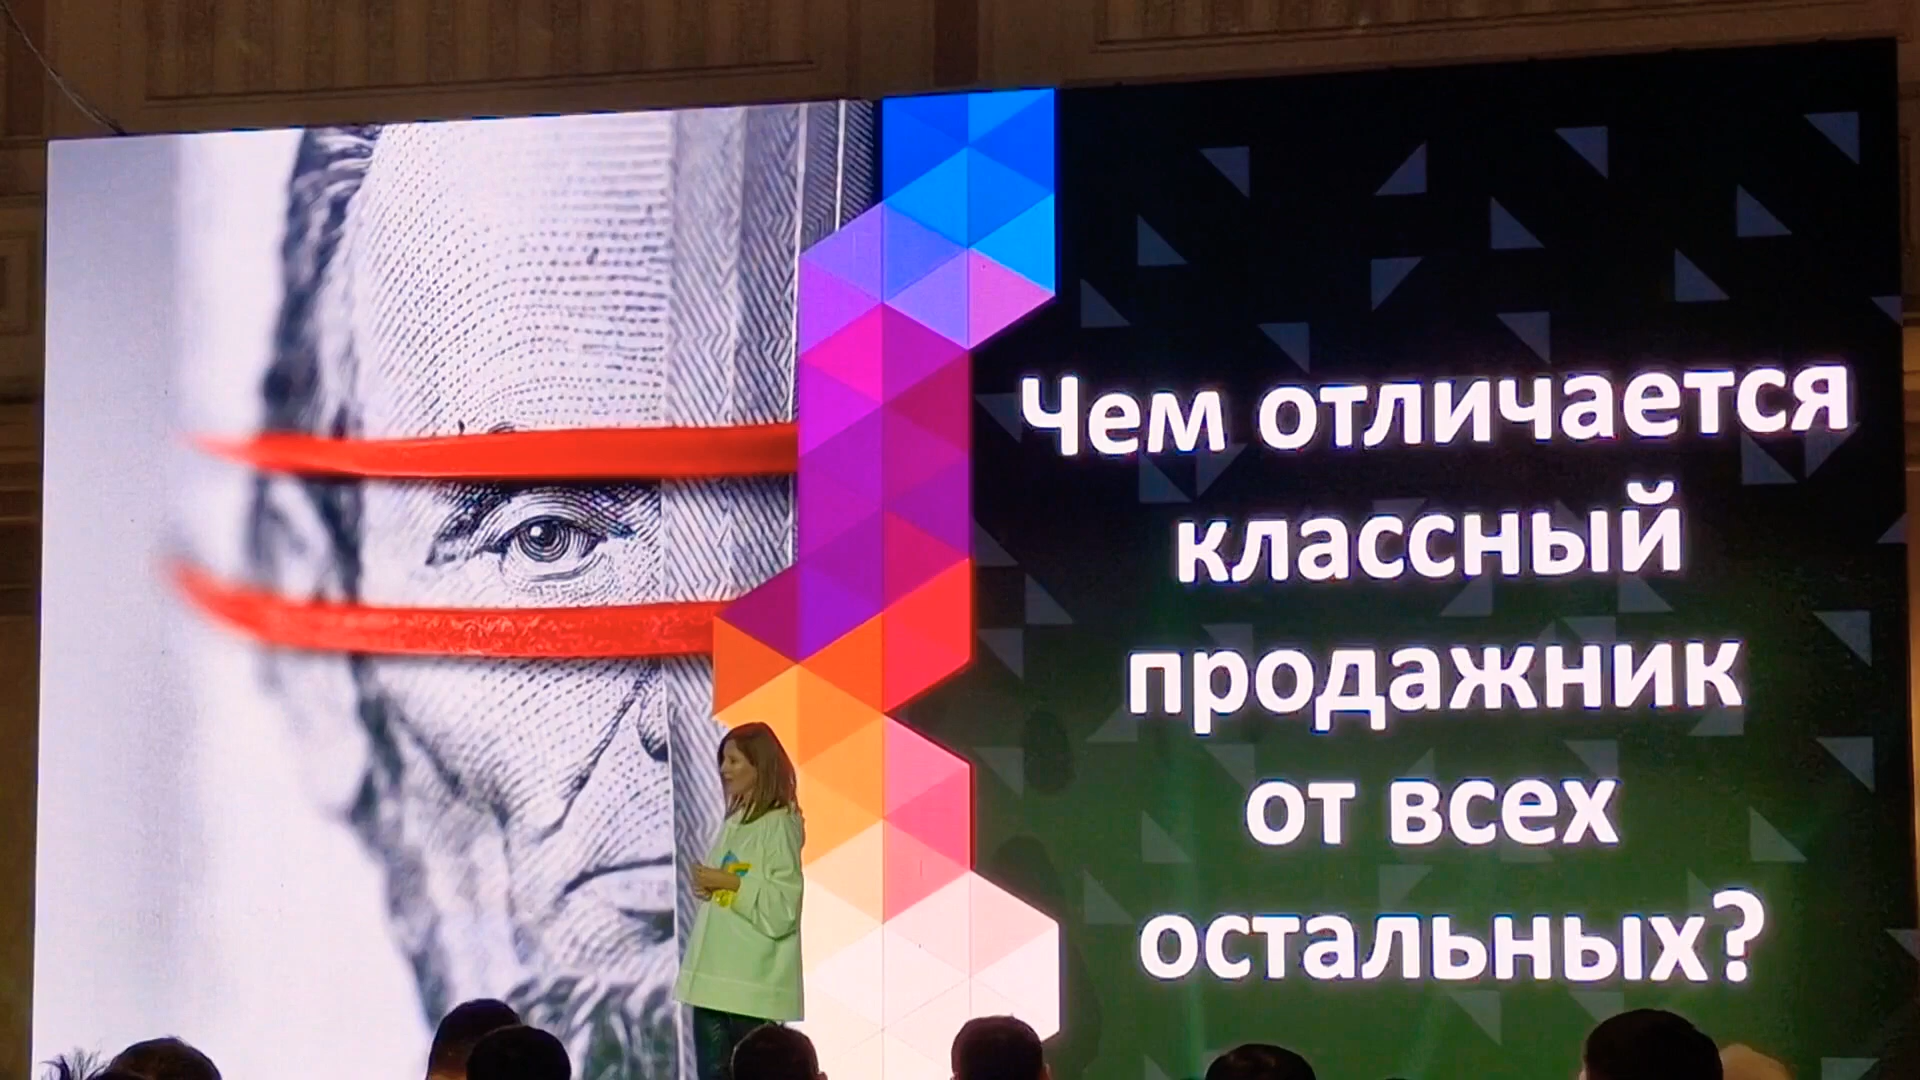 Чем отличается
классный
продажник
от всех
остальных?